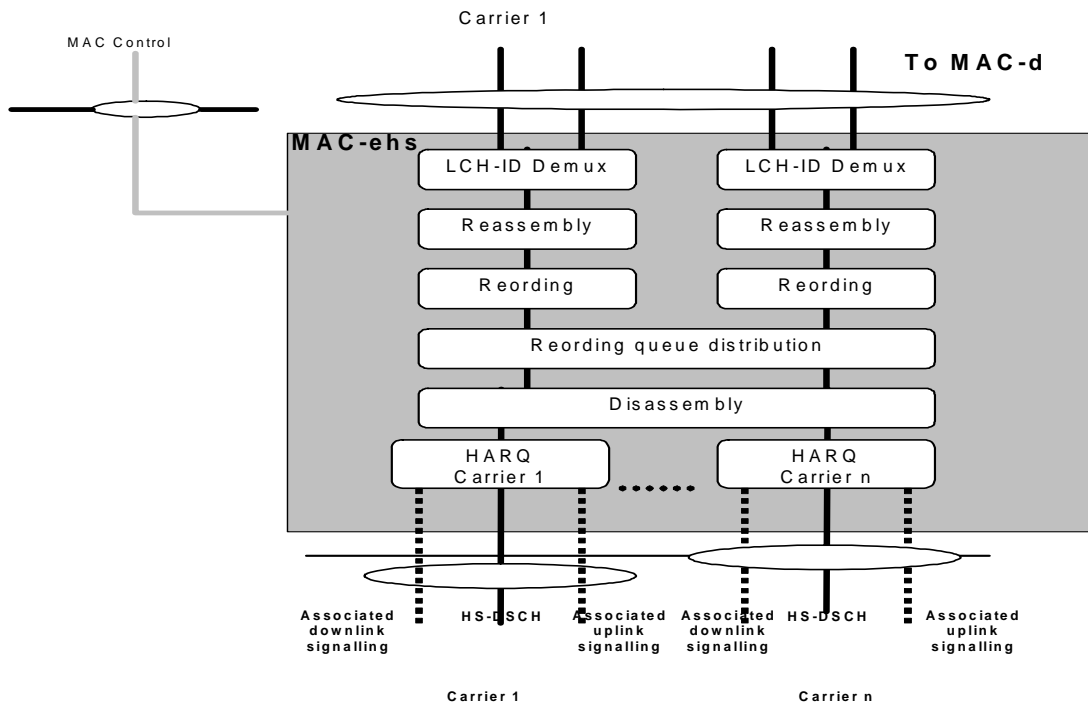 Carrier 1
MAC Control
To MAC-d
MAC-ehs
LCH-ID Demux
LCH-ID Demux
Reassembly
Reassembly
Reording
Reording
Reording queue distribution
Disassembly
HARQ
Carrier 1
HARQ
Carrier n
Associated
downlink
signalling
HS-DSCH
Associated
uplink
signalling
Associated
downlink
signalling
HS-DSCH
Associated
uplink
signalling
Carrier 1
Carrier n